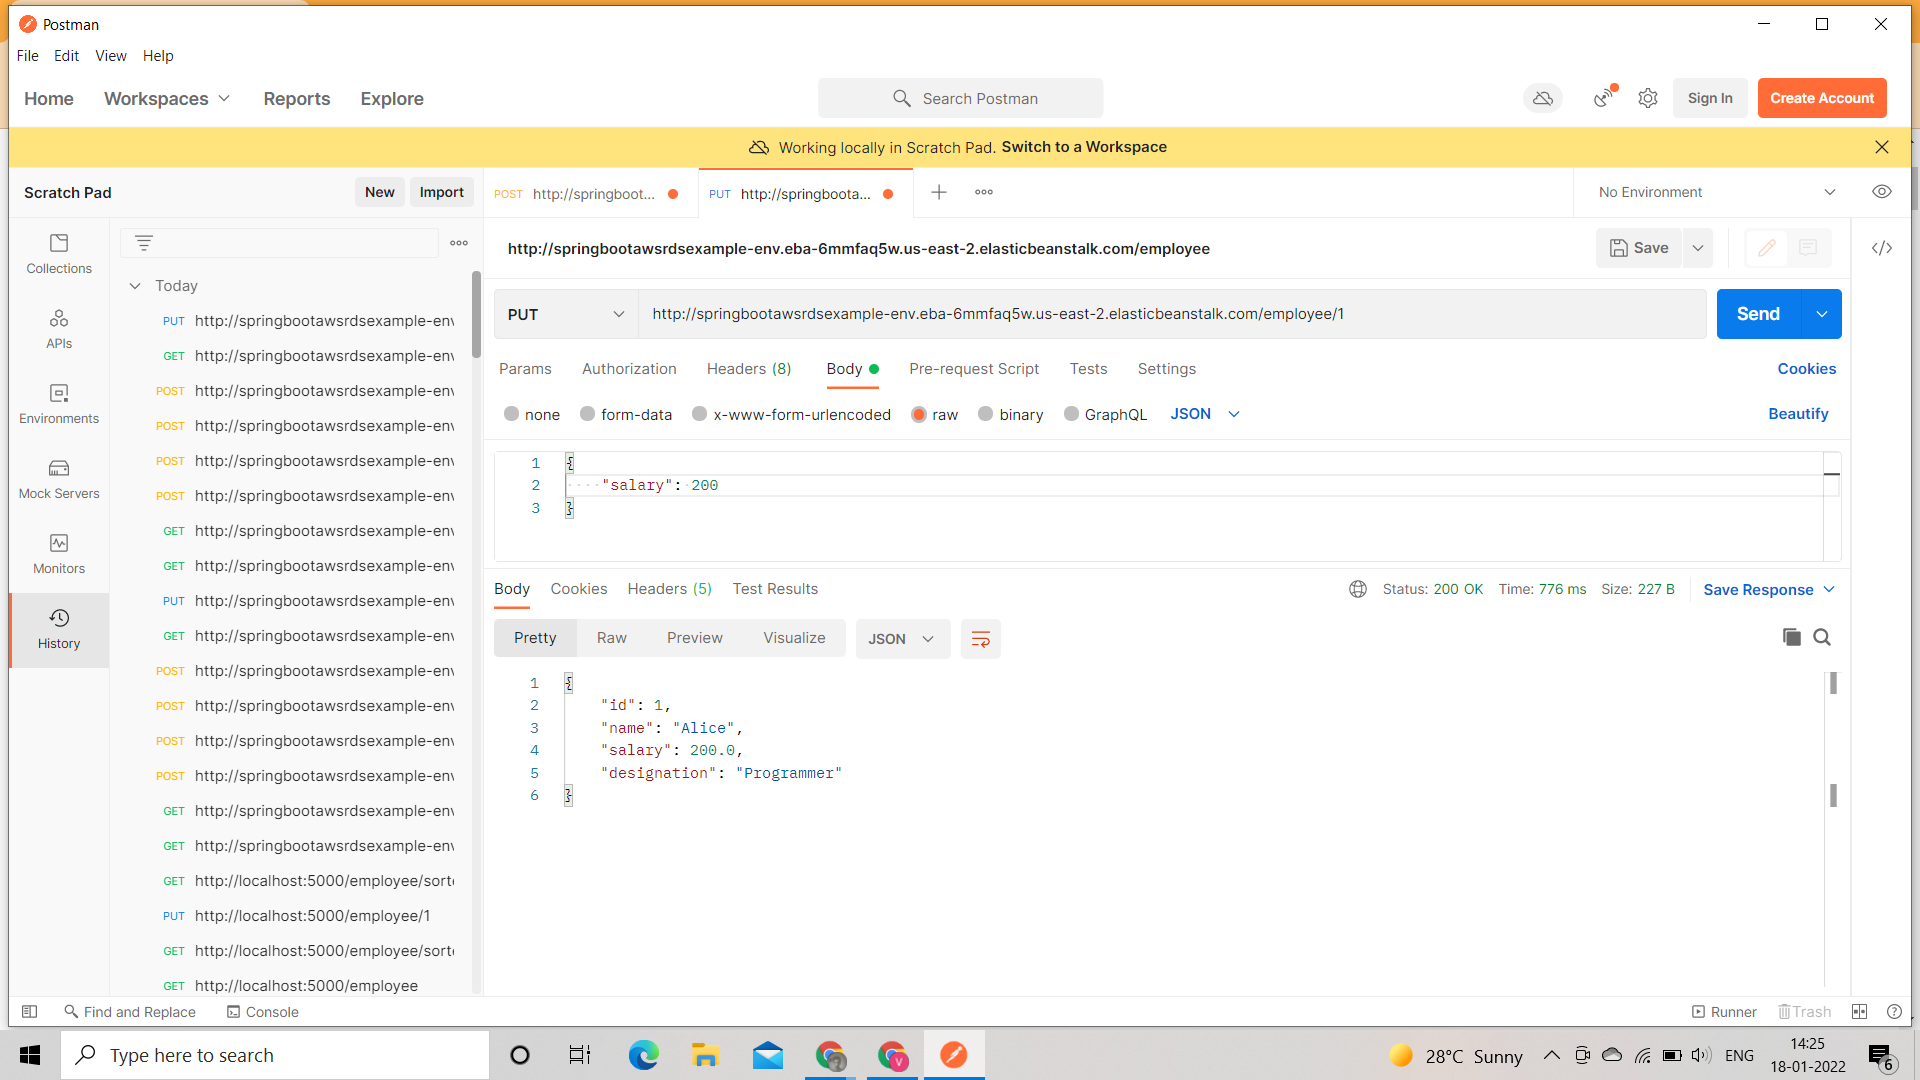 Postman
File Edit View Help
Home Workspaces Reports Explore Search Postman Sign In Create Account
Working locally in Scratch Pad. Switch to a Workspace
Scratch Pad New Import POST http://springboot... PUT http://springboota... No Environment
http://springbootawsrdsexample-env.eba-6mmfaq5w.us-east-2.elasticbeanstalk.com/employee Save
Collections
APIs
Environments
Mock Servers
Monitors
History
Today
PUT http://springbootawsrdsexample-env
GET http://springbootawsrdsexample-env
POST http://springbootawsrdsexample-env
POST http://springbootawsrdsexample-env
POST http://springbootawsrdsexample-env
POST http://springbootawsrdsexample-env
GET http://springbootawsrdsexample-env
GET http://springbootawsrdsexample-env
PUT http://springbootawsrdsexample-env
GET http://springbootawsrdsexample-env
POST http://springbootawsrdsexample-env
POST http://springbootawsrdsexample-env
POST http://springbootawsrdsexample-env
POST http://springbootawsrdsexample-env
GET http://springbootawsrdsexample-env
GET http://springbootawsrdsexample-env
GET http://localhost:5000/employee/sorte
PUT http://localhost:5000/employee/1
GET http://localhost:5000/employee/sorte
GET http://localhost:5000/employee
PUT http://springbootawsrdsexample-env.eba-6mmfaq5w.us-east-2.elasticbeanstalk.com/employee/1 Send
Params Authorization Headers (8) Body Pre-request Script Tests Settings Cookies
none form-data x-www-form-urlencoded raw binary GraphQL JSON Beautify
1 {
2 "salary": 200
3 }
Body Cookies Headers (5) Test Results Status: 200 OK Time: 776 ms Size: 227 B Save Response
Pretty Raw Preview Visualize JSON
1 {
2 "id": 1,
3 "name": "Alice",
4 "salary": 200.0,
5 "designation": "Programmer"
6 }
Find and Replace Console Runner Trash
Type here to search 28°C Sunny ENG 14:25
18-01-2022 6